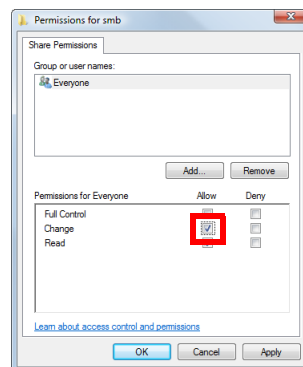 Permissions for smb
Share Permissions
Group or user names:
Everyone
Add... Remove
Permissions for Everyone Allow Deny
Full Control
Change
Read
Learn about access control and permissions
OK Cancel Apply